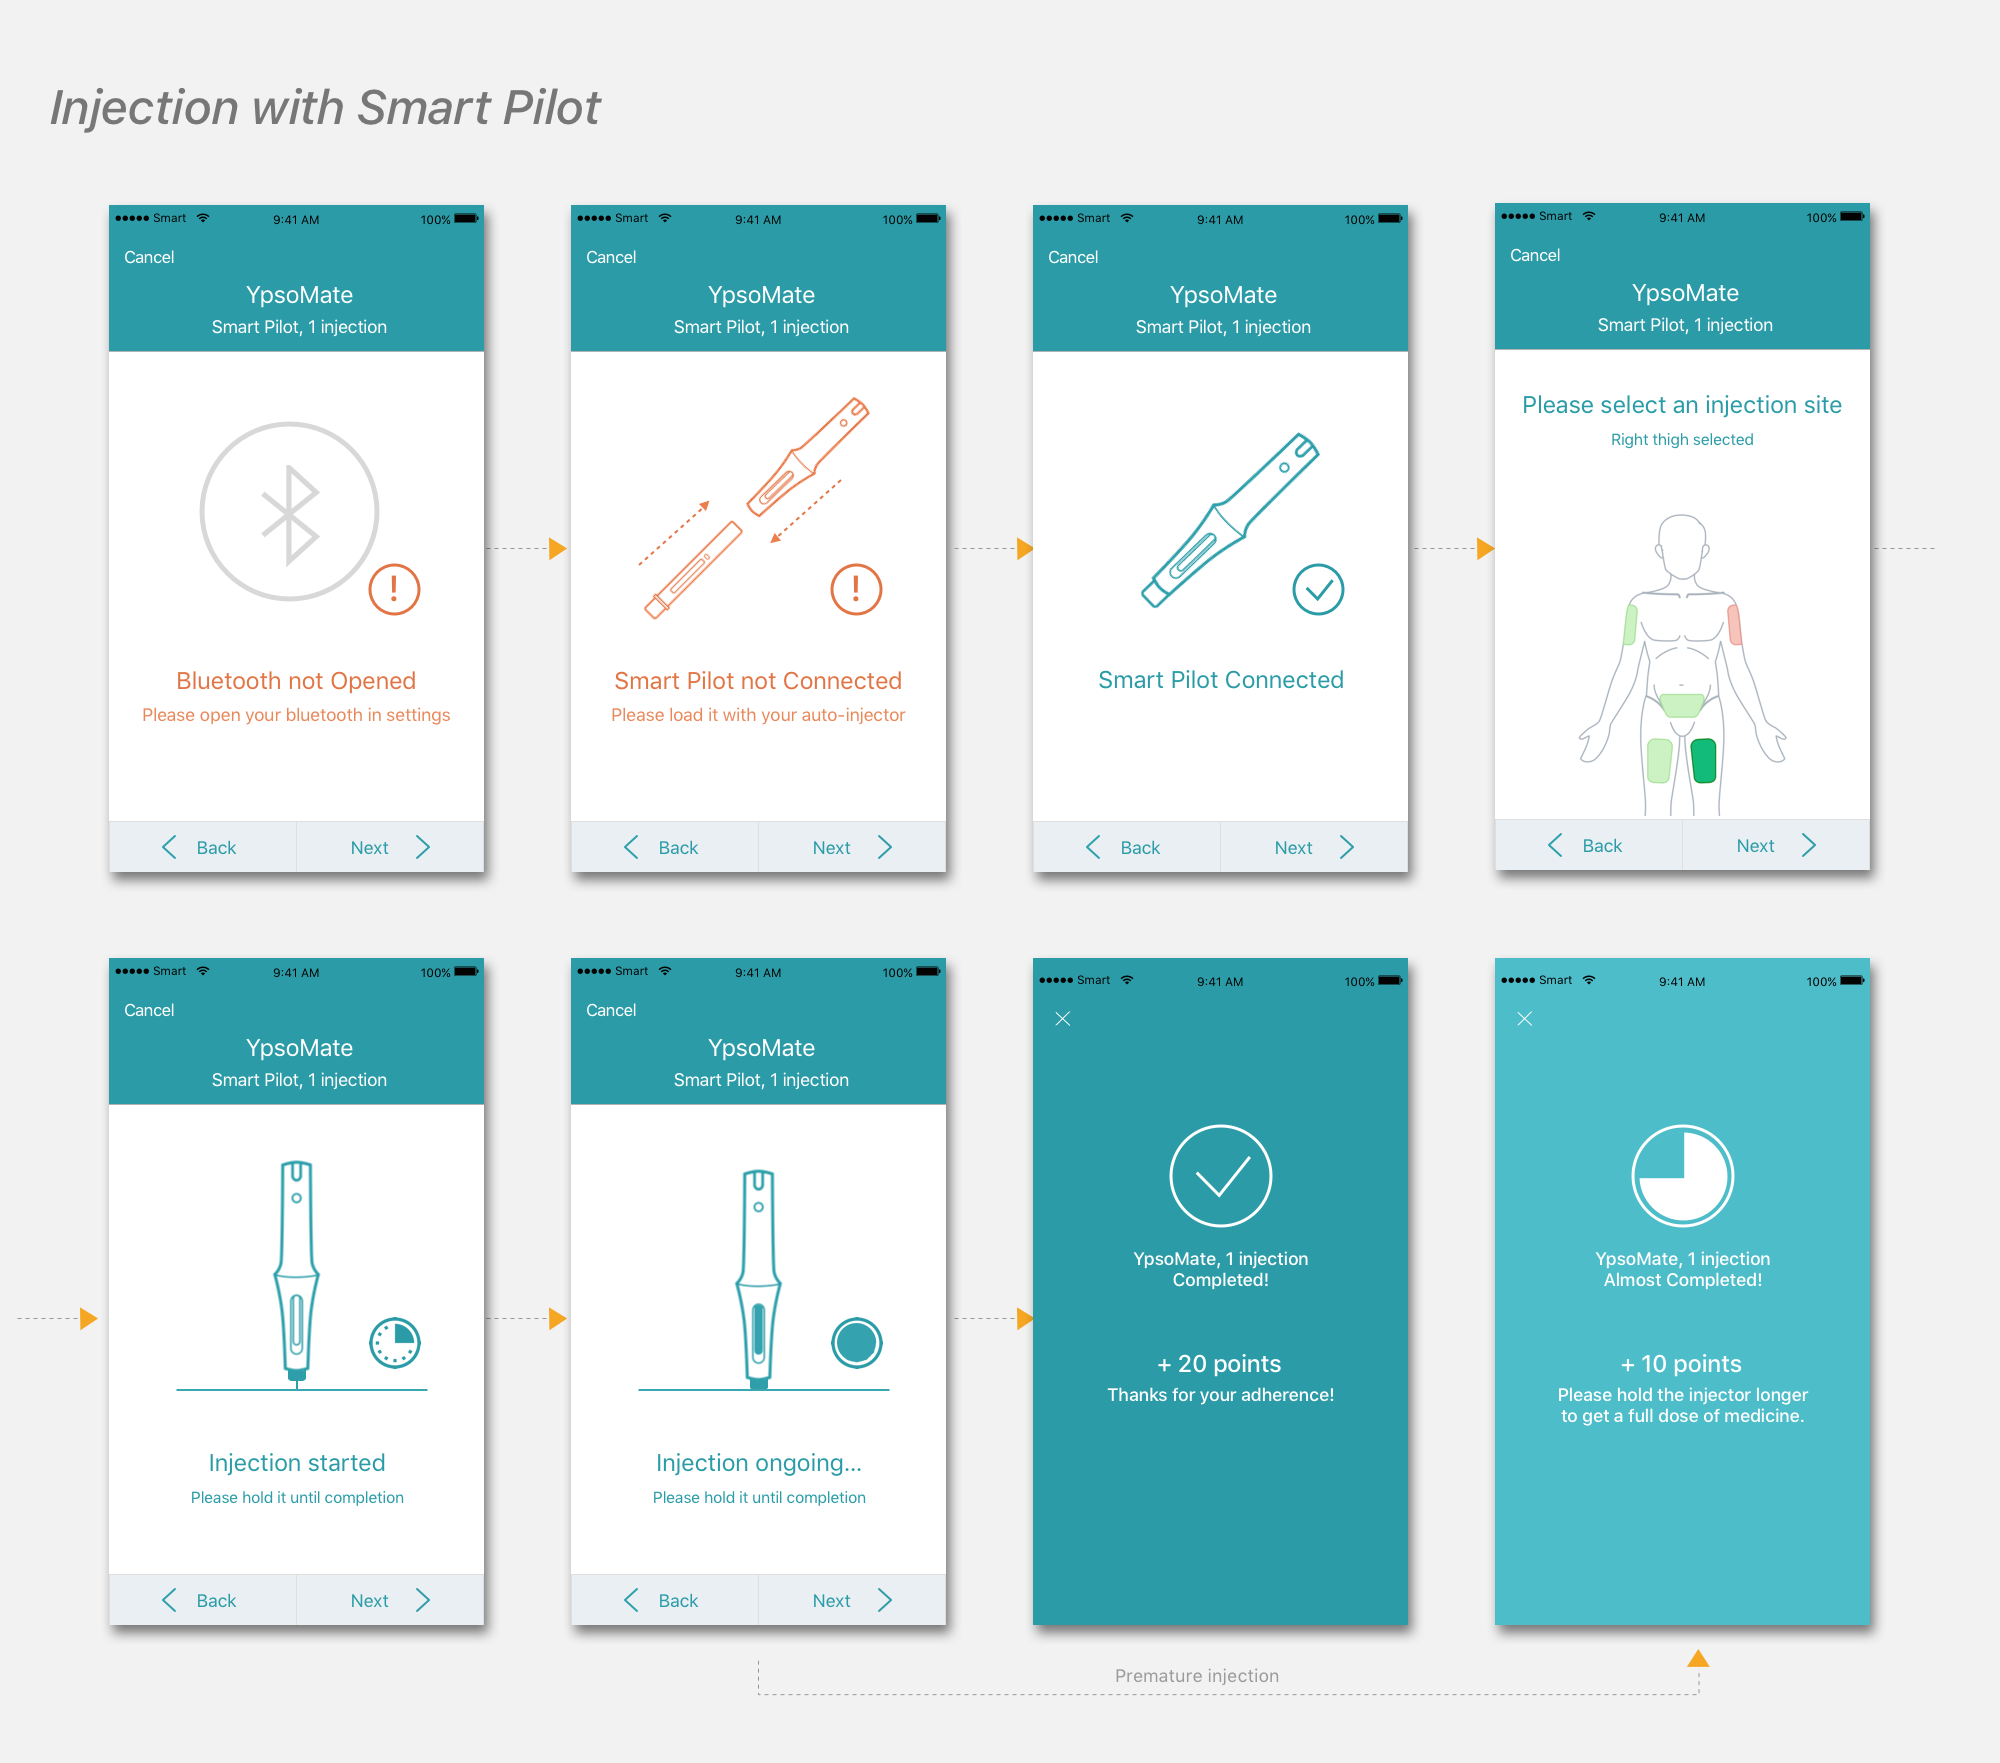 Injection with Smart Pilot
Smart 9:41 AM 100%
Cancel
YpsoMate
Smart Pilot, 1 injection
Bluetooth not Opened
Please open your bluetooth in settings
Back Next
Smart 9:41 AM 100%
Cancel
YpsoMate
Smart Pilot, 1 injection
Smart Pilot not Connected
Please load it with your auto-injector
Back Next
Smart 9:41 AM 100%
Cancel
YpsoMate
Smart Pilot, 1 injection
Smart Pilot Connected
Back Next
Smart 9:41 AM 100%
Cancel
YpsoMate
Smart Pilot, 1 injection
Please select an injection site
Right thigh selected
Back Next
Smart 9:41 AM 100%
Cancel
YpsoMate
Smart Pilot, 1 injection
Injection started
Please hold it until completion
Back Next
Smart 9:41 AM 100%
Cancel
YpsoMate
Smart Pilot, 1 injection
Injection ongoing...
Please hold it until completion
Back Next
Smart 9:41 AM 100%
YpsoMate, 1 injection
Completed!
+ 20 points
Thanks for your adherence!
Smart 9:41 AM 100%
YpsoMate, 1 injection
Almost Completed!
+ 10 points
Please hold the injector longer
to get a full dose of medicine.
Premature injection